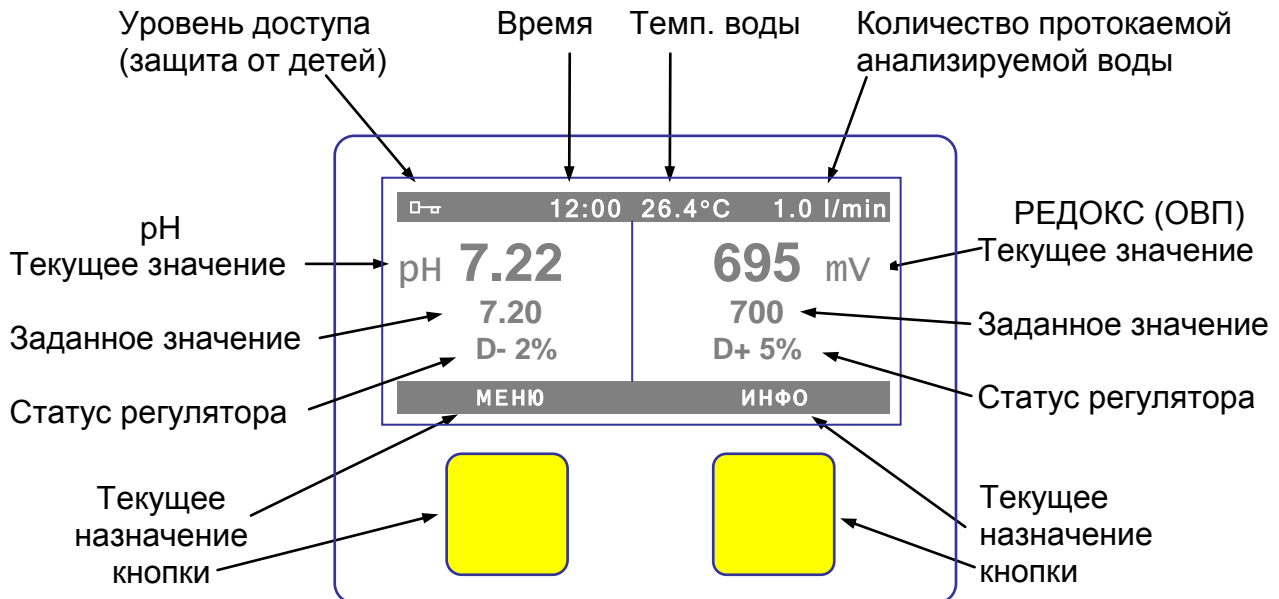 Уровень доступа
(защита от детей)
Время
Темп. воды
Количество протокаемой
анализируемой воды
12:00 26.4°C 1.0 l/min
pH
Текущее значение
pH 7.22
695 mV
РЕДОКС (ОВП)
Текущее значение
Заданное значение
7.20
700
Заданное значение
Статус регулятора
D- 2%
D+ 5%
Статус регулятора
МЕНЮ
ИНФО
Текущее
назначение
кнопки
Текущее
назначение
кнопки